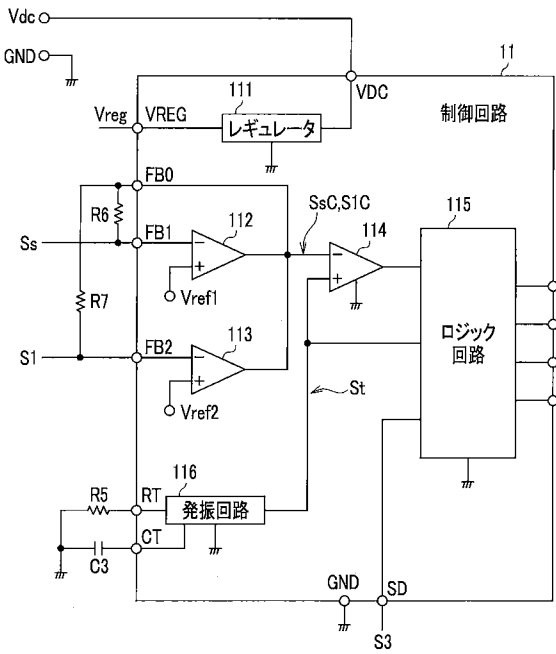 Vdc
GND
11
VDC
制御回路
111
Vreg
VREG
レギュレータ
FB0
R6
SsC,S1C
115
112
114
Ss
FB1
Vref1
R7
ロジック
回路
113
S1
FB2
St
Vref2
116
R5
RT
発振回路
CT
C3
GND
SD
S3